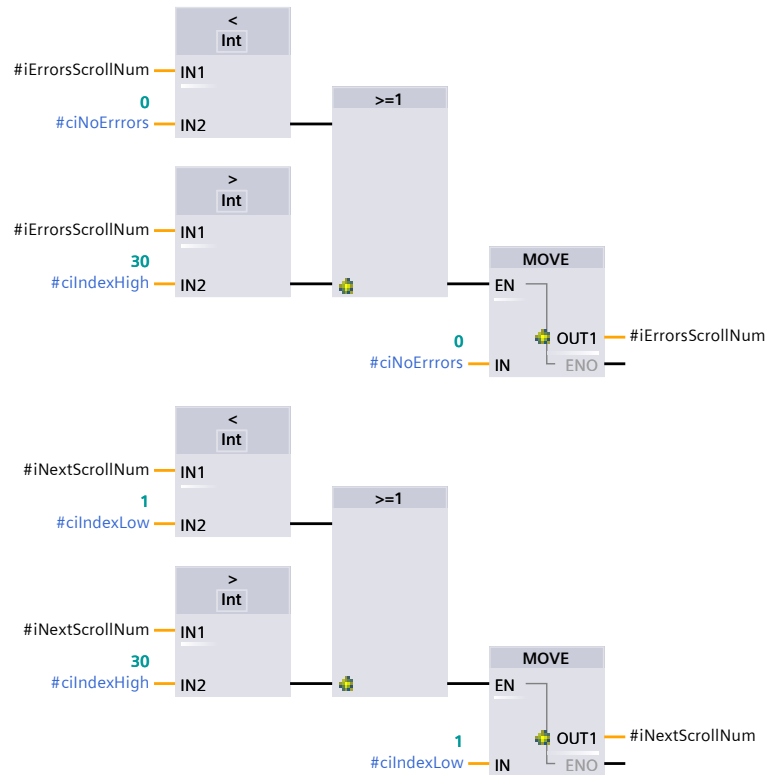 <
Int
#iErrorsScrollNum IN1
0
#ciNoErrrors IN2
>=1
>
Int
#iErrorsScrollNum IN1
30
#ciIndexHigh IN2
MOVE
EN
OUT1 #iErrorsScrollNum
0
#ciNoErrrors IN ENO
<
Int
#iNextScrollNum IN1
1
#ciIndexLow IN2
>=1
>
Int
#iNextScrollNum IN1
30
#ciIndexHigh IN2
MOVE
EN
OUT1 #iNextScrollNum
1
#ciIndexLow IN ENO